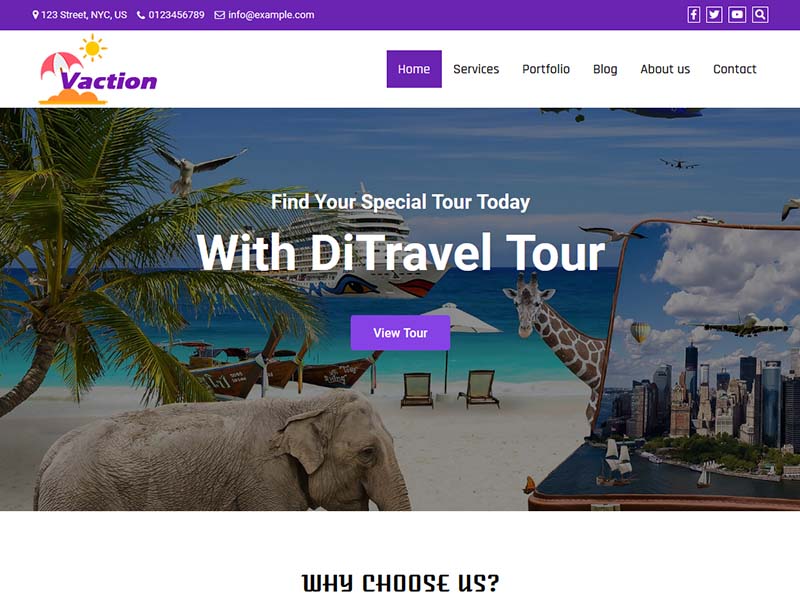 123 Street, NYC, US 0123456789 info@example.com
Vaction
Home Services Portfolio Blog About us Contact
Find Your Special Tour Today
With DiTravel Tour
View Tour
WHY CHOOSE US?